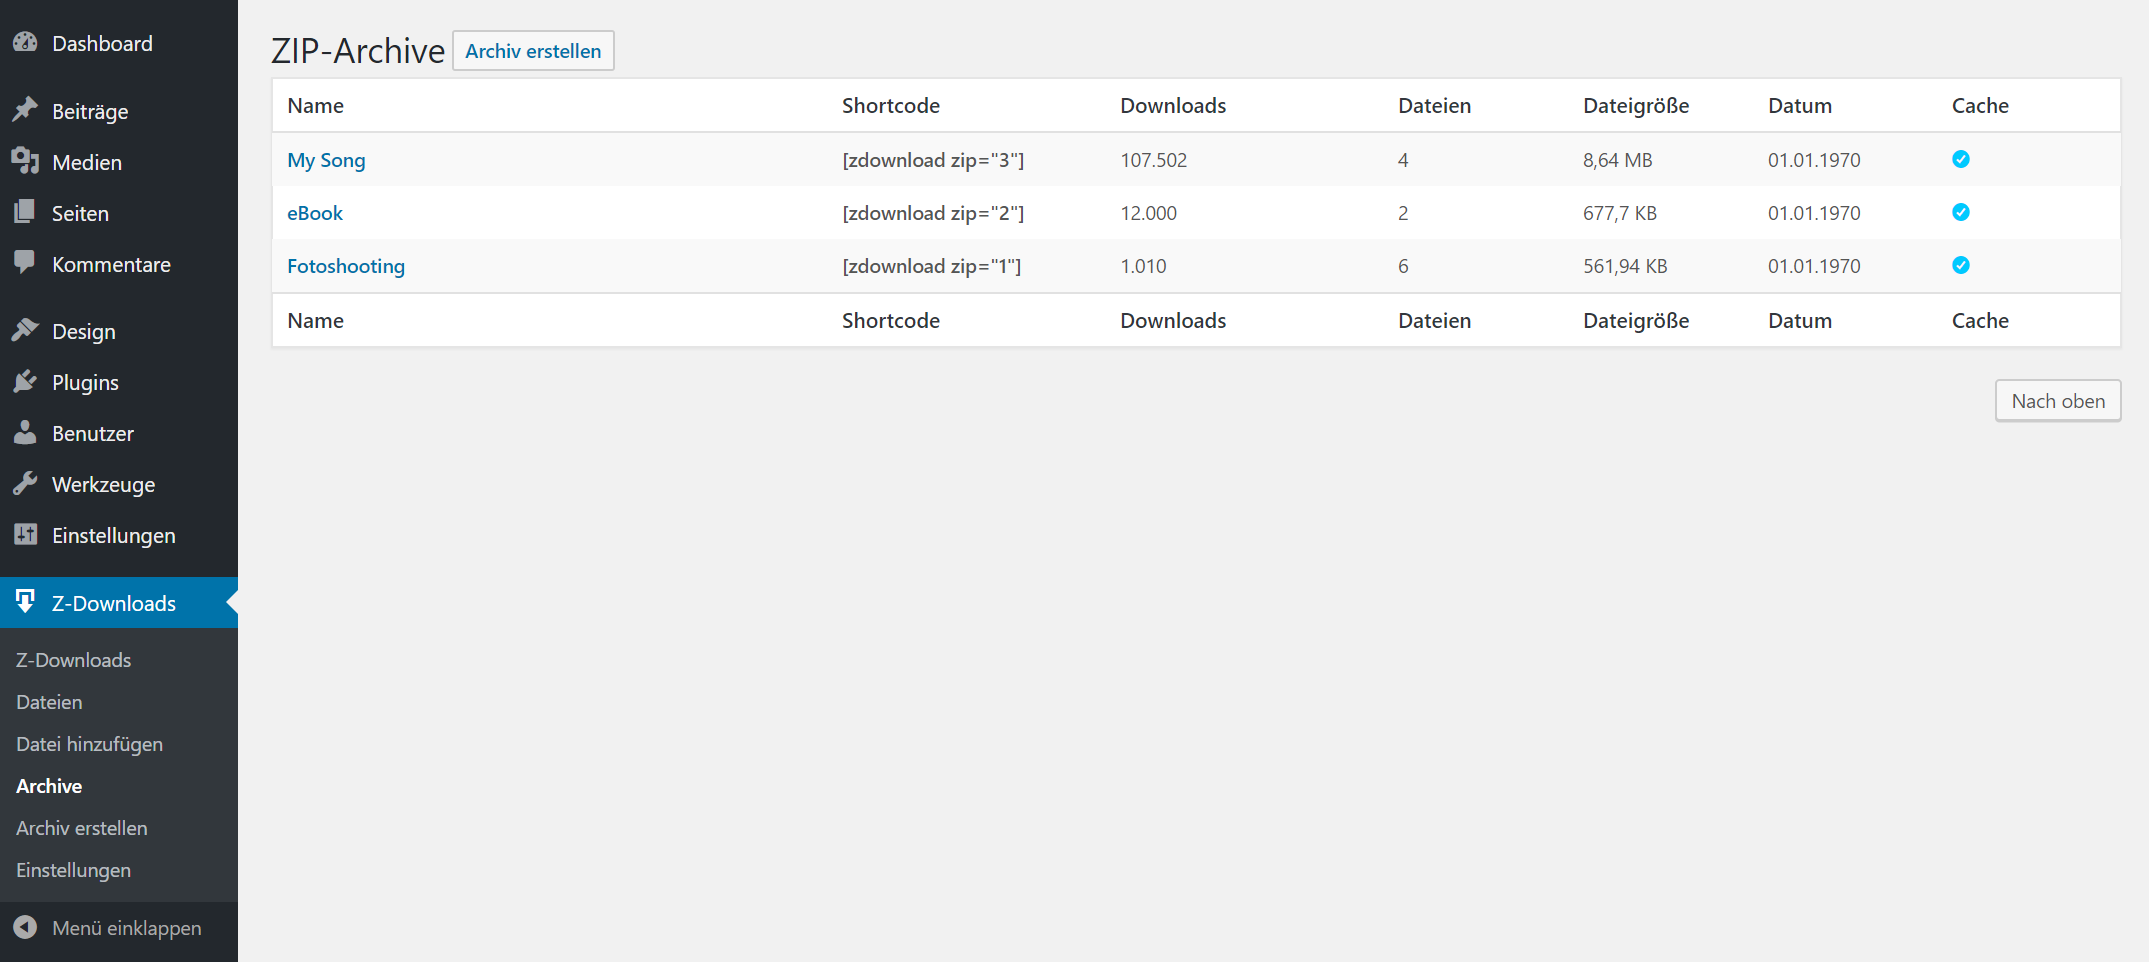 Dashboard
Beiträge
Medien
Seiten
Kommentare
Design
Plugins
Benutzer
Werkzeuge
Einstellungen
Z-Downloads
Z-Downloads
Dateien
Datei hinzufügen
Archive
Archiv erstellen
Einstellungen
Menü einklappen
ZIP-Archive Archiv erstellen
Name Shortcode Downloads Dateien Dateigröße Datum Cache
My Song [zdownload zip="3"] 107.502 4 8,64 MB 01.01.1970
eBook [zdownload zip="2"] 12.000 2 677,7 KB 01.01.1970
Fotoshooting [zdownload zip="1"] 1.010 6 561,94 KB 01.01.1970
Name Shortcode Downloads Dateien Dateigröße Datum Cache
Nach oben